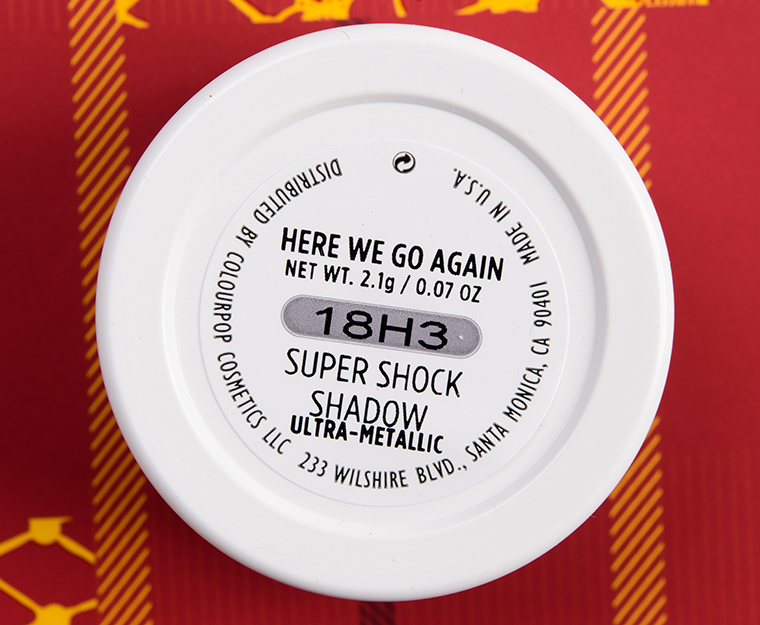 HERE WE GO AGAIN
NET WT. 2.1g / 0.07 OZ
18H3
SUPER SHOCK
SHADOW
ULTRA-METALLIC
DISTRIBUTED BY COLOURPOP COSMETICS LLC 233 WILSHIRE BLVD., SANTA MONICA, CA 90401 MADE IN U.S.A.